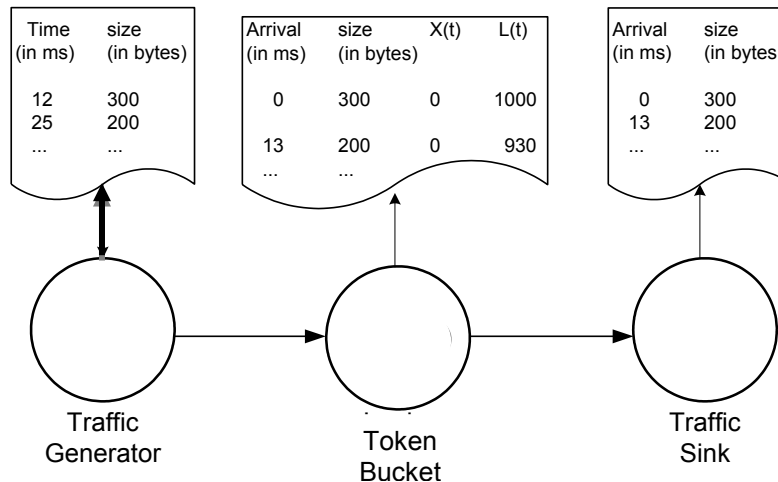 Time size
(in ms) (in bytes)
12 300
25 200
... ...
Arrival size X(t) L(t)
(in ms) (in bytes)
0 300 0 1000
13 200 0 930
... ...
Arrival size
(in ms) (in bytes)
0 300
13 200
... ...
Traffic
Generator
Token
Bucket
Traffic
Sink